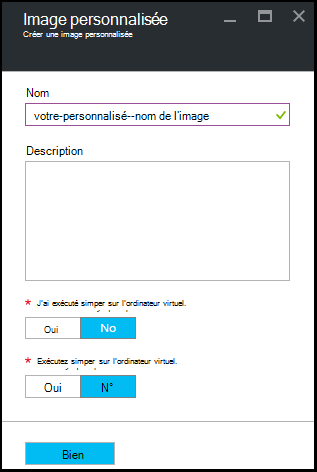 Image personnalisée
Créer une image personnalisée
Nom
votre-personnalisé--nom de l'image
Description
* J'ai exécuté simper sur l'ordinateur virtuel.
Oui No
* Exécutez simper sur l'ordinateur virtuel.
Oui N°
Bien